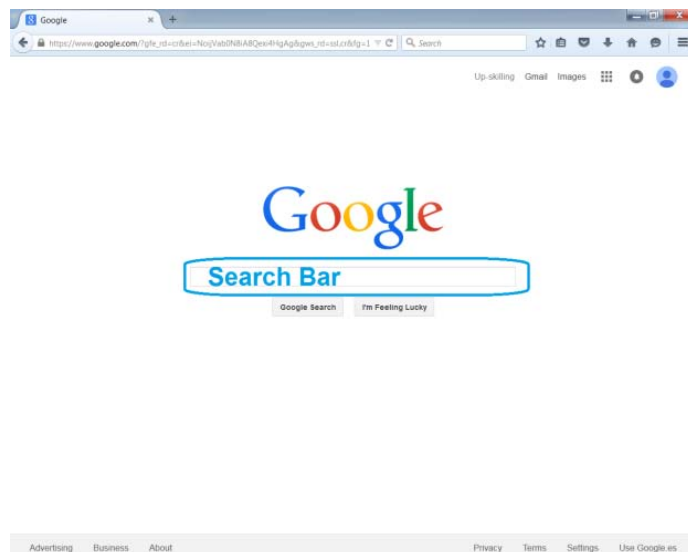 Google
https://www.google.com/?gfe_rd=cr&ei=NoijVabDN8iA8Qexi4HgAg&gws_rd=ssl,cr&fg=1
Search
Up-skilling Gmail Images
Google
Search Bar
Google Search I'm Feeling Lucky
Advertising Business About Privacy Terms Settings Use Google.es